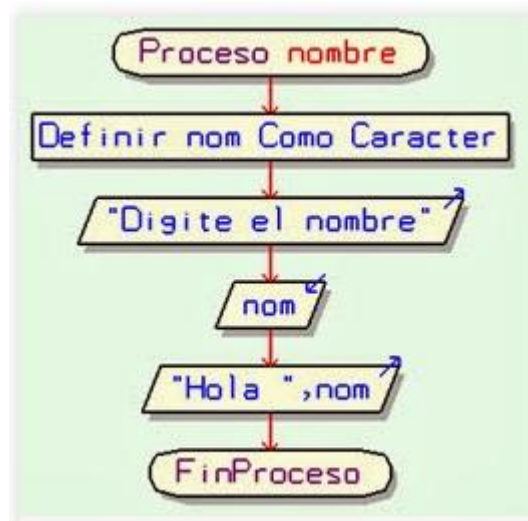 Proceso nombre
Definir nom Como Caracter
"Digite el nombre"
nom
"Hola ",nom
FinProceso